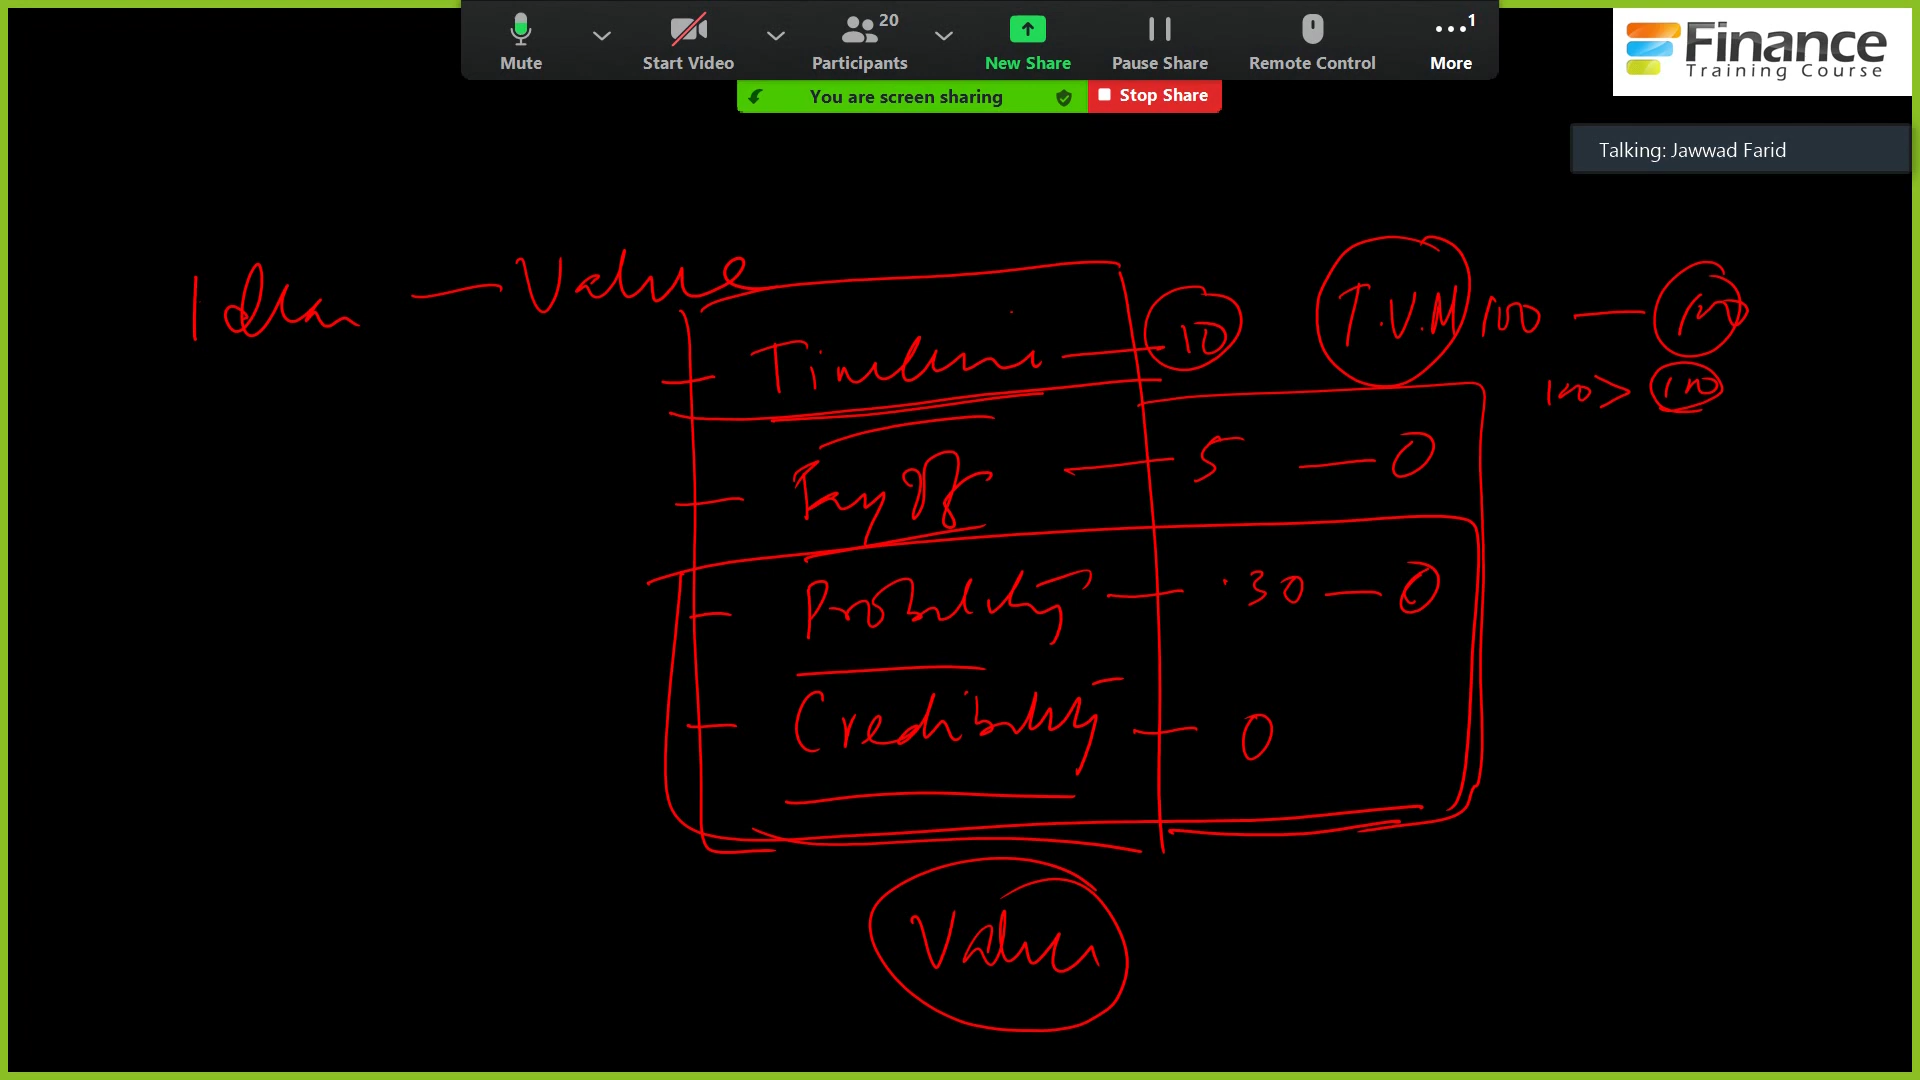 20
1
Mute
Start Video
Participants
New Share
Pause Share
Remote Control
More
You are screen sharing
Stop Share
Finance
Training Course
Talking: Jawwad Farid
Idea — Value
Timeline — 10
T.V.M 100 — 100
100 > 100
Pay Off — 5 — 0
Probability — .30 — 0
Credibility — 0
Value